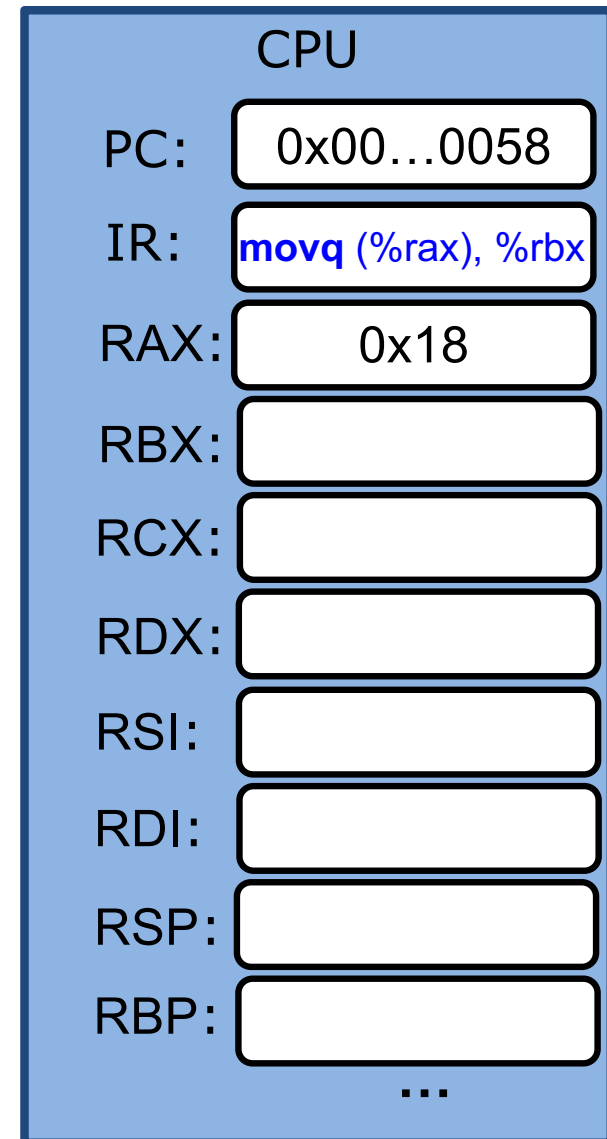 CPU
PC: 0x00…0058
IR: movq (%rax), %rbx
RAX: 0x18
RBX:
RCX:
RDX:
RSI:
RDI:
RSP:
RBP:
…